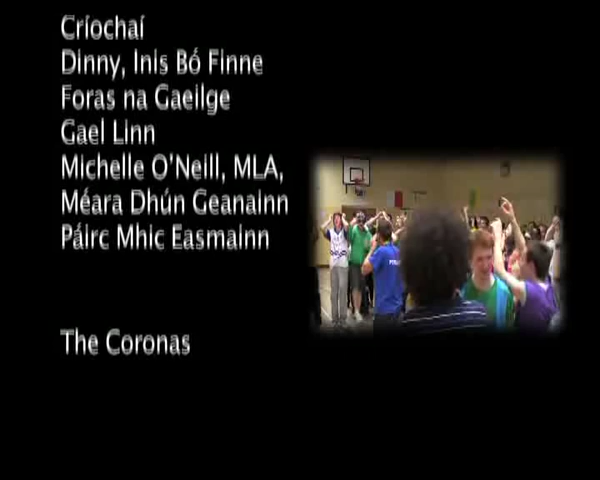 Críochaí
Dinny, Inis Bó Finne
Foras na Gaeilge
Gael Linn
Michelle O'Neill, MLA,
Méara Dhún Geanainn
Páirc Mhic Easmainn
The Coronas